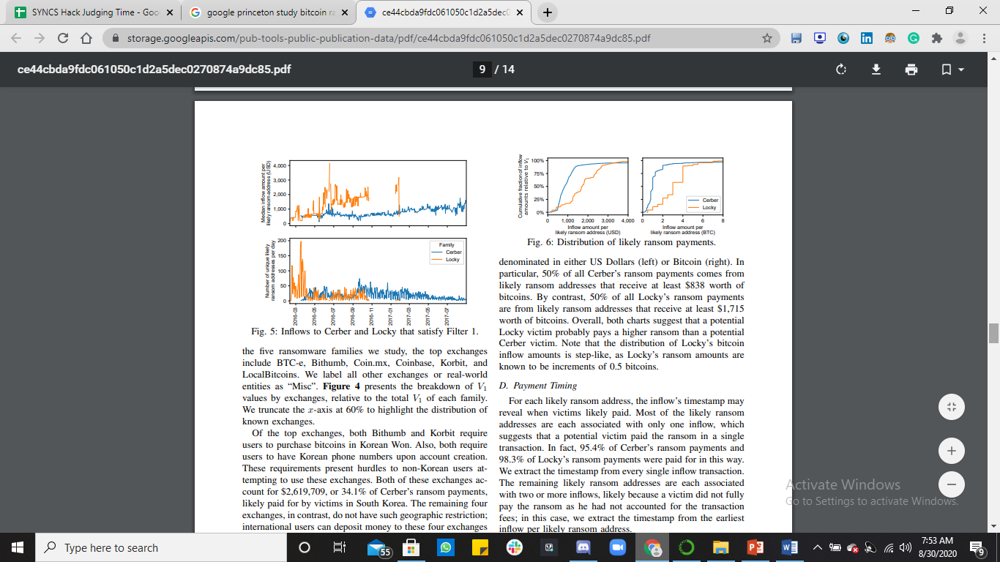 SYNCS Hack Judging Time - Goo
google princeton study bitcoin ra
ce44cbda9fdc061050c1d2a5dec0
storage.googleapis.com/pub-tools-public-publication-data/pdf/ce44cbda9fdc061050c1d2a5dec0270874a9dc85.pdf
ce44cbda9fdc061050c1d2a5dec0270874a9dc85.pdf
9 / 14
Median inflow amount per
likely ransom address (USD)
4,000
3,000
2,000
1,000
0
Number of unique likely
ransom addresses per day
200
150
100
50
0
Family
Cerber
Locky
2016-03
2016-05
2016-07
2016-09
2016-11
2017-01
2017-03
2017-05
2017-07
Fig. 5: Inflows to Cerber and Locky that satisfy Filter 1.
the five ransomware families we study, the top exchanges
include BTC-e, Bithumb, Coin.mx, Coinbase, Korbit, and
LocalBitcoins. We label all other exchanges or real-world
entities as “Misc”. Figure 4 presents the breakdown of V1
values by exchanges, relative to the total V1 of each family.
We truncate the x-axis at 60% to highlight the distribution of
known exchanges.
Of the top exchanges, both Bithumb and Korbit require
users to purchase bitcoins in Korean Won. Also, both require
users to have Korean phone numbers upon account creation.
These requirements present hurdles to non-Korean users at-
tempting to use these exchanges. Both of these exchanges ac-
count for $2,619,709, or 34.1% of Cerber’s ransom payments,
likely paid for by victims in South Korea. The remaining four
exchanges, in contrast, do not have such geographic restriction;
international users can deposit money to these four exchanges
Cumulative fraction of inflow
amounts relative to V1
100%
75%
50%
25%
0%
0 1,000 2,000 3,000 4,000
Inflow amount per
likely ransom address (USD)
Cerber
Locky
0 2 4 6 8
Inflow amount per
likely ransom address (BTC)
Fig. 6: Distribution of likely ransom payments.
denominated in either US Dollars (left) or Bitcoin (right). In
particular, 50% of all Cerber’s ransom payments comes from
likely ransom addresses that receive at least $838 worth of
bitcoins. By contrast, 50% of all Locky’s ransom payments
are from likely ransom addresses that receive at least $1,715
worth of bitcoins. Overall, both charts suggest that a potential
Locky victim probably pays a higher ransom than a potential
Cerber victim. Note that the distribution of Locky’s bitcoin
inflow amounts is step-like, as Locky’s ransom amounts are
known to be increments of 0.5 bitcoins.
D. Payment Timing
For each likely ransom address, the inflow’s timestamp may
reveal when victims likely paid. Most of the likely ransom
addresses are each associated with only one inflow, which
suggests that a potential victim paid the ransom in a single
transaction. In fact, 95.4% of Cerber’s ransom payments and
98.3% of Locky’s ransom payments were paid for in this way.
We extract the timestamp from every single inflow transaction.
The remaining likely ransom addresses are each associated
with two or more inflows, likely because a victim did not fully
pay the ransom as he had not accounted for the transaction
fees; in this case, we extract the timestamp from the earliest
inflow per likely ransom address.
Activate Windows
Go to Settings to activate Windows.
Type here to search
55
7:53 AM
8/30/2020
9